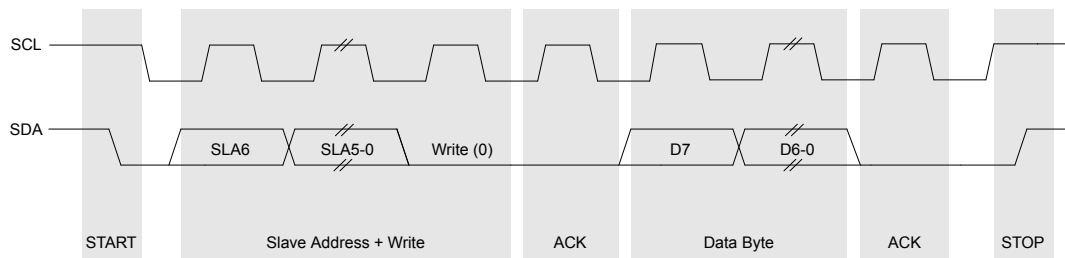 SCL
SDA
SLA6 SLA5-0 Write (0) D7 D6-0
START Slave Address + Write ACK Data Byte ACK STOP